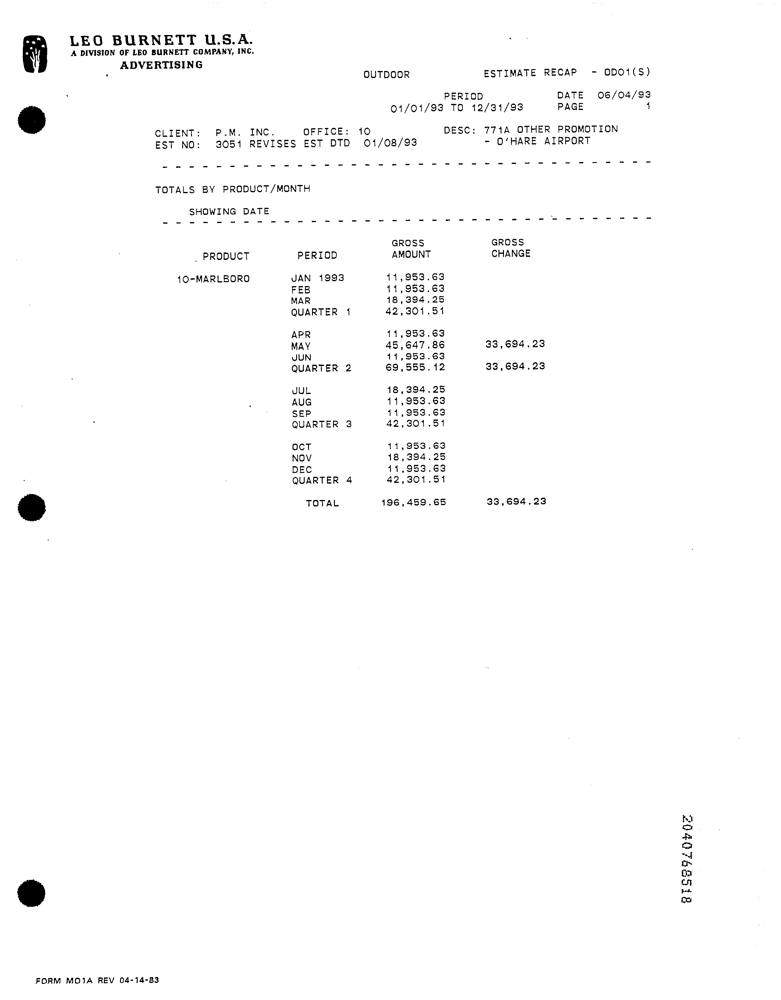 LEO BURNETT U.S.A.
A DIVISION OF LEO BURNETT COMPANY, INC.
ADVERTISING
OUTDOOR ESTIMATE RECAP - OD01(S)
PERIOD DATE 06/04/93
01/01/93 TO 12/31/93 PAGE 1
CLIENT: P.M. INC. OFFICE: 10 DESC: 771A OTHER PROMOTION
EST NO: 3051 REVISES EST DTD 01/08/93 - O'HARE AIRPORT
- - - - - - - - - - - - - - - - - - - - - - - - - - - - - - - - - - -
TOTALS BY PRODUCT/MONTH
SHOWING DATE
- - - - - - - - - - - - - - - - - - - - - - - - - - - - - - - - - - -
GROSS GROSS
PRODUCT PERIOD AMOUNT CHANGE
10-MARLBORO JAN 1993 11,953.63
FEB 11,953.63
MAR 18,394.25
QUARTER 1 42,301.51
APR 11,953.63
MAY 45,647.86 33,694.23
JUN 11,953.63
QUARTER 2 69,555.12 33,694.23
JUL 18,394.25
AUG 11,953.63
SEP 11,953.63
QUARTER 3 42,301.51
OCT 11,953.63
NOV 18,394.25
DEC 11,953.63
QUARTER 4 42,301.51
TOTAL 196,459.65 33,694.23
2040768518
FORM MO1A REV 04-14-83